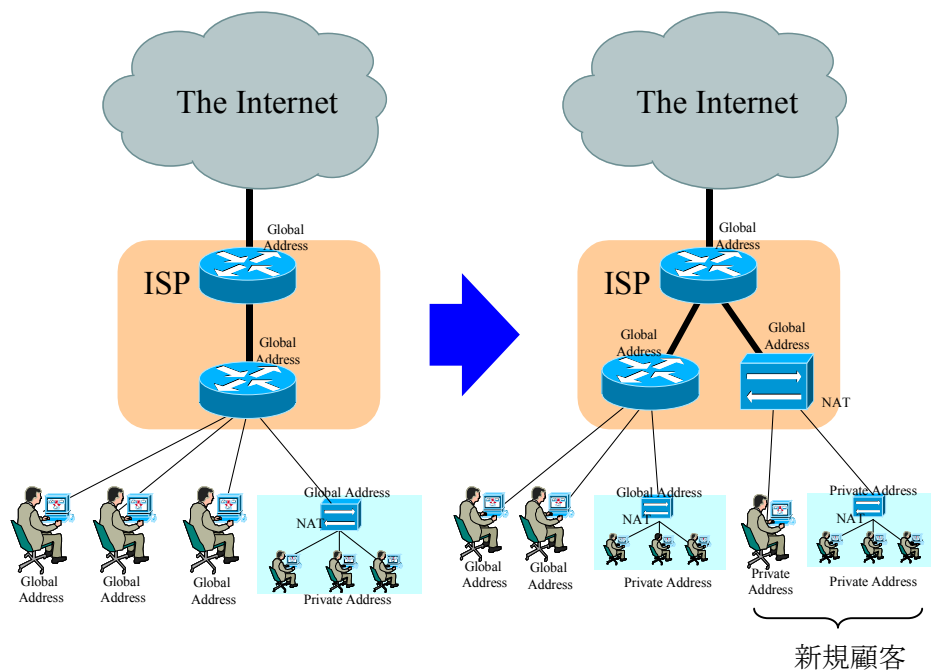 The Internet
Global
Address
ISP
Global
Address
Global
Address
Global
Address
Global
Address
Global Address
NAT
Private Address
The Internet
Global
Address
ISP
Global
Address
Global
Address
NAT
Global
Address
Global
Address
Global Address
NAT
Private Address
Private
Address
Private Address
NAT
Private Address
新規顧客